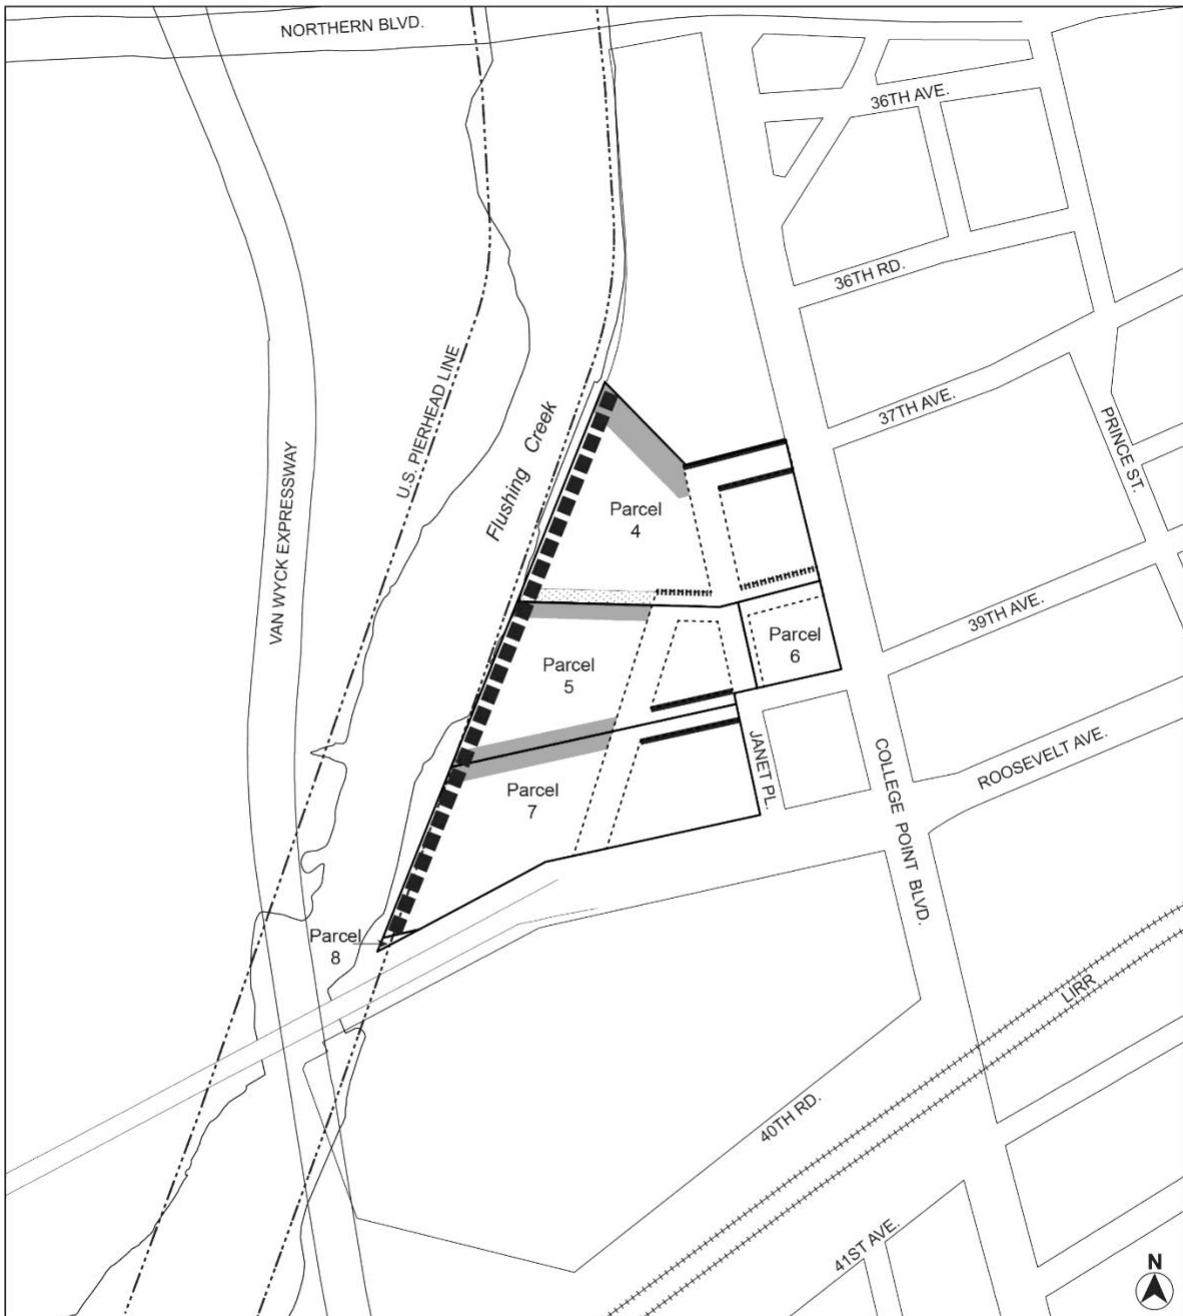 NORTHERN BLVD.
36TH AVE.
36TH RD.
U.S. PIERHEAD LINE
Flushing Creek
37TH AVE.
PRINCE ST.
VAN WYCK EXPRESSWAY
Parcel
4
39TH AVE.
Parcel
6
Parcel
5
JANET PL.
COLLEGE POINT BLVD.
ROOSEVELT AVE.
Parcel
7
Parcel
8
LIRR
40TH RD.
41ST AVE.
N